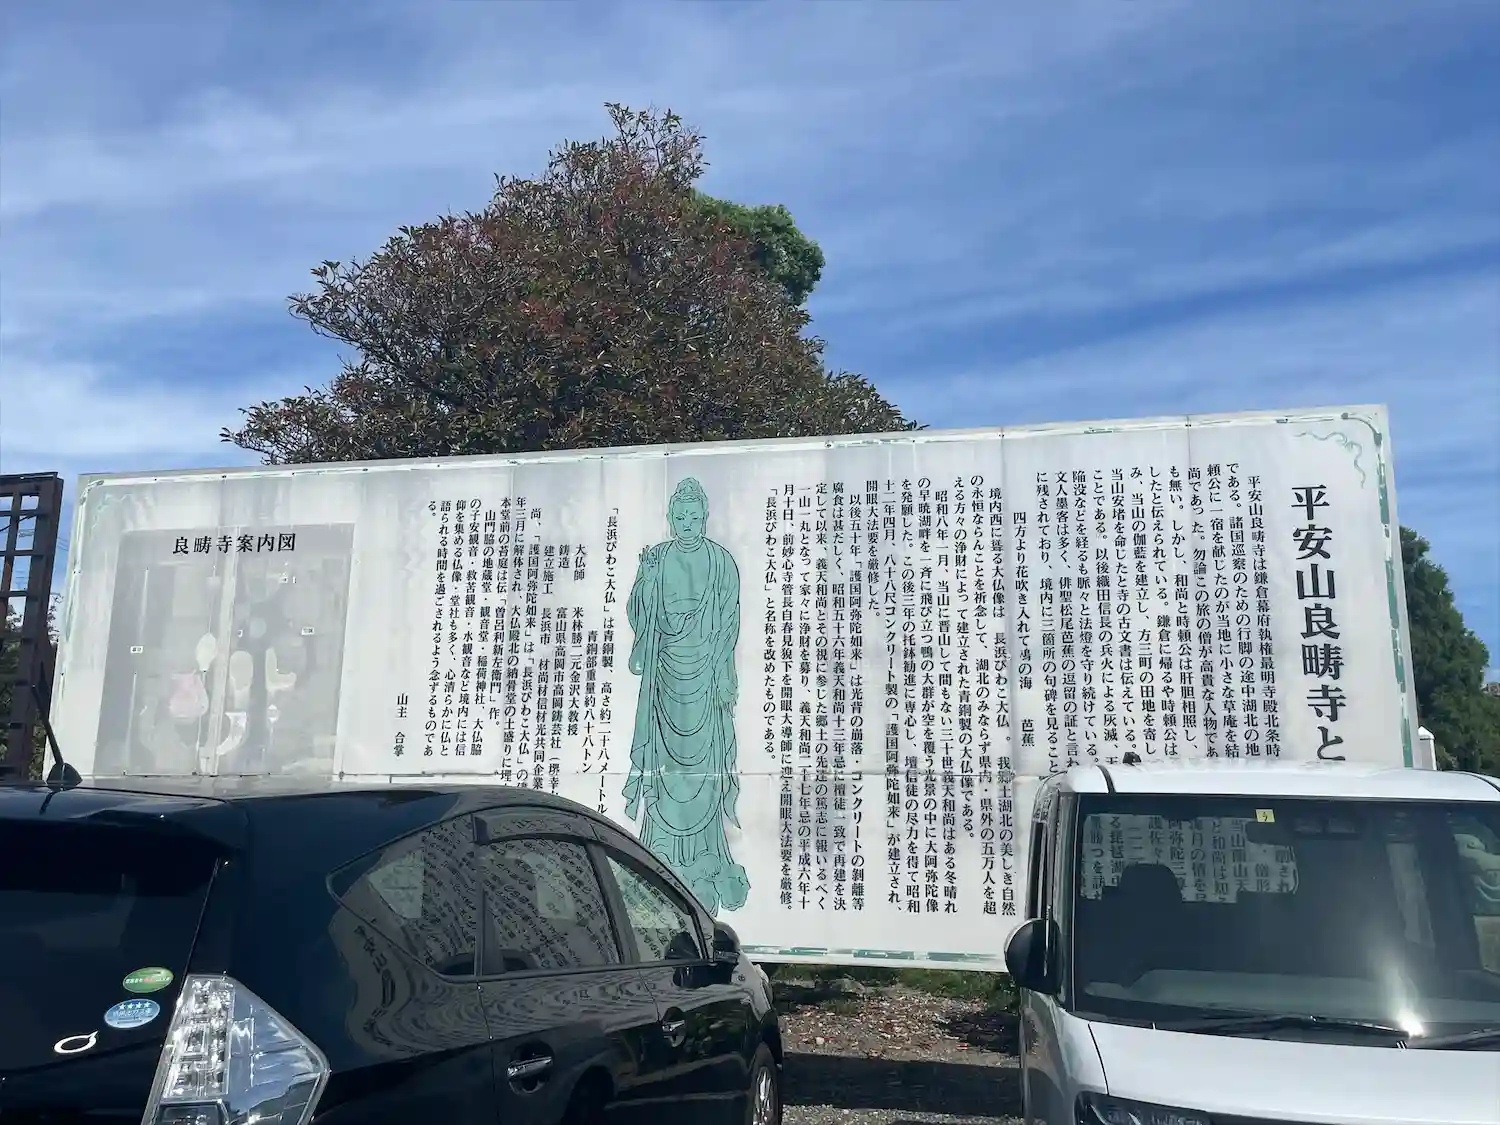 平安山良疇寺と
平安山良疇寺は鎌倉幕府執権最明寺殿北条時
頼公に一宿を献じたのが当地に小さな草庵を結
である。諸国巡察のための行脚の途中湖北の地
尚であった。勿論この旅の僧が高貴な人物であ
も無い。しかし、和尚と時頼公は肝胆相照し、
したと伝えられている。鎌倉に帰るや時頼公は
み、当山の伽藍を建立し、方三町の田地を寄し
当山安堵を命じたと寺の古文書は伝えている。
ことである。以後織田信長の兵火による灰滅、
陥没などを経るも脈々と法燈を守り続けている。
文人墨客は多く、俳聖松尾芭蕉の逗留の証と言わ
に残されており、境内に三箇所の句碑を見ること
四方より花吹き入れて鳰の海 芭蕉
境内西に聳る大仏像は 長浜びわこ大仏 。我郷土湖北の美しき自然
の永恒ならんことを祈念して、湖北のみならず県内・県外の五万人を超
える方々の浄財によって建立された青銅製の大仏像である。
昭和八年一月、当山に晋山して間もない三十世義天和尚はある冬晴れ
の早暁湖畔を一斉に飛び立つ鴨の大群が空を覆う光景の中に大阿弥陀像
を発願した。この後三年の托鉢勧進に専心し、壇信徒の尽力を得て昭和
十二年四月、八十八尺コンクリート製の「護国阿弥陀如来」が建立され、
開眼大法要を厳修した。
以後五十年「護国阿弥陀如来」は光背の崩落・コンクリートの剥離等
腐食は甚だしく、昭和五十六年義天和尚十三年忌に檀徒一致で再建を決
定して以来、義天和尚とその視に参じた郷土の先達の篤志に報いるべく
一山一丸となって家々に浄財を募り、義天和尚二十七年忌の平成六年十
月十日、前妙心寺管長自春見貌下を開眼大導師に迎え開眼大法要を厳修。
「長浜びわこ大仏」と名称を改めたものである。
「長浜びわこ大仏」は青銅製、高さ約二十八メートル
青銅部重量約八十八トン
大仏師 米林勝二元金沢大教授
鋳造 富山県高岡市高岡鋳芸社
建立施工 長浜市 材尚材信材光共同企業
尚、「護国阿弥陀如来」は「長浜びわこ大仏」の
年三月に解体され 大仏殿北の納骨堂の土盛りに埋
本堂前の苔庭は伝「曽呂利新左衛門」作。
山門脇の地蔵堂・観音堂・稲荷神社 大仏脇
の子安観音・救苦観音・水観音など境内には信
仰を集める仏像・堂社も多く、心清らかに仏と
語られる時間を過ごされるよう念ずるものであ
る。
山主 合掌
良疇寺案内図